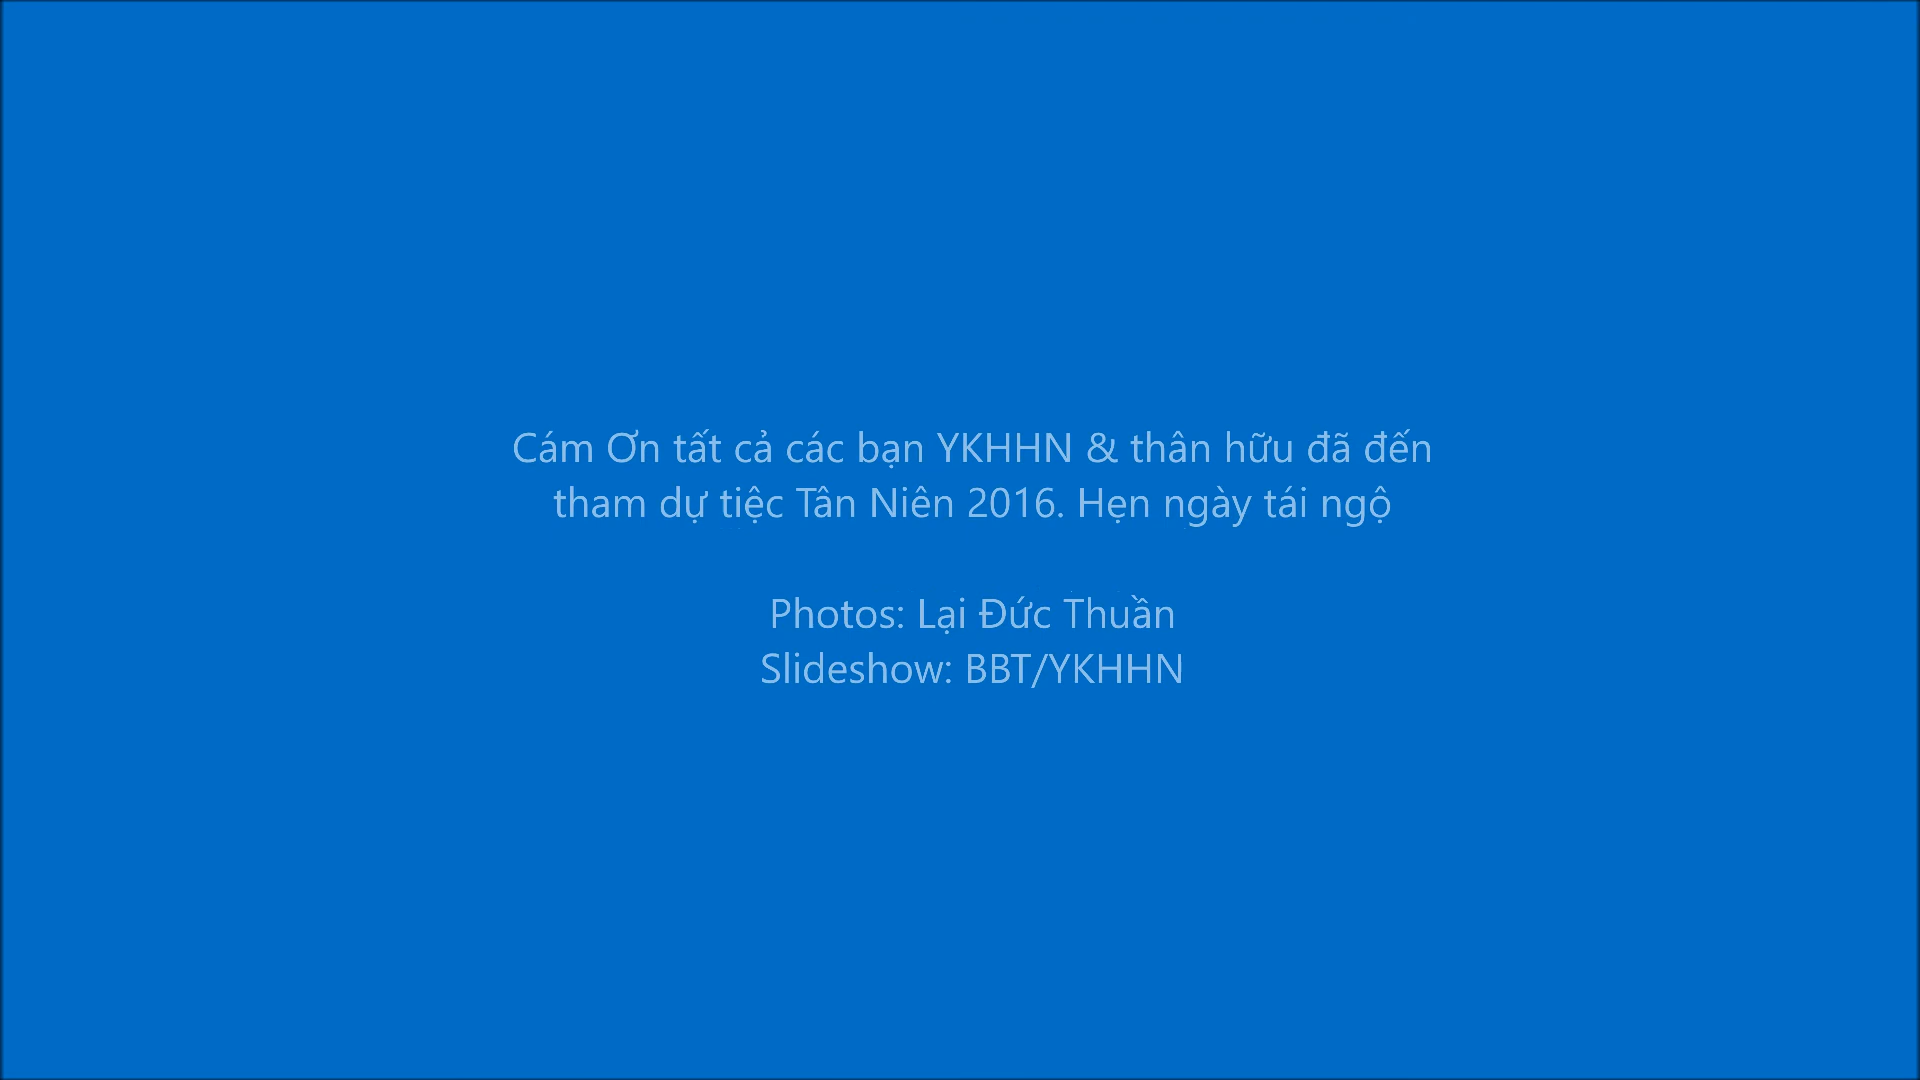 Cám Ơn tất cả các bạn YKHHN & thân hữu đã đến
tham dự tiệc Tân Niên 2016. Hẹn ngày tái ngộ
Photos: Lại Đức Thuần
Slideshow: BBT/YKHHN